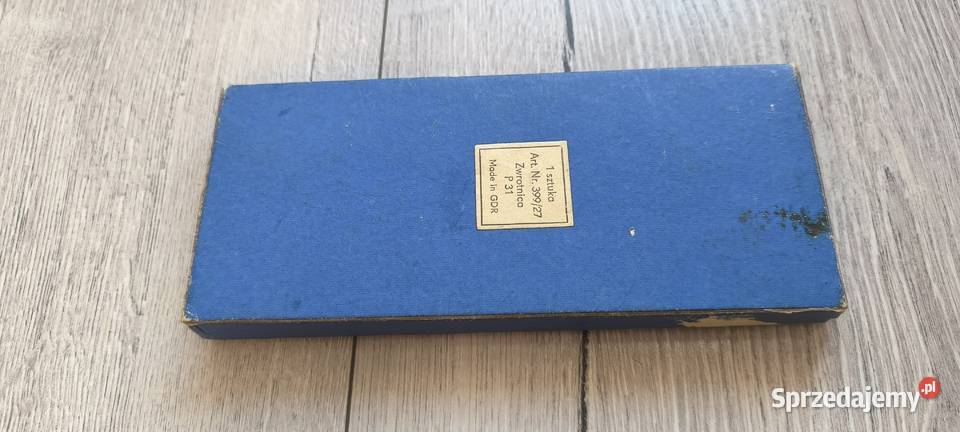 1 sztuka
Art. Nr. 399/27
Zwrotnica
P 31
Made in GDR
Sprzedajemy.pl